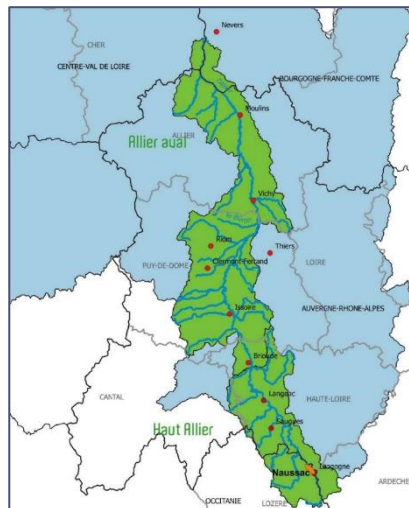 Nevers
CHER
CENTRE-VAL DE LOIRE
BOURGOGNE-FRANCHE-COMTE
Moulins
ALLIER
Allier aval
Vichy
Riom
Thiers
LOIRE
PUY-DE-DOME
Clermont-Ferrand
AUVERGNE-RHONE-ALPES
Issoire
Brioude
CANTAL
Langeac
HAUTE-LOIRE
Haut Allier
Saugues
Naussac
Langogne
ARDECHE
OCCITANIE
LOZERE